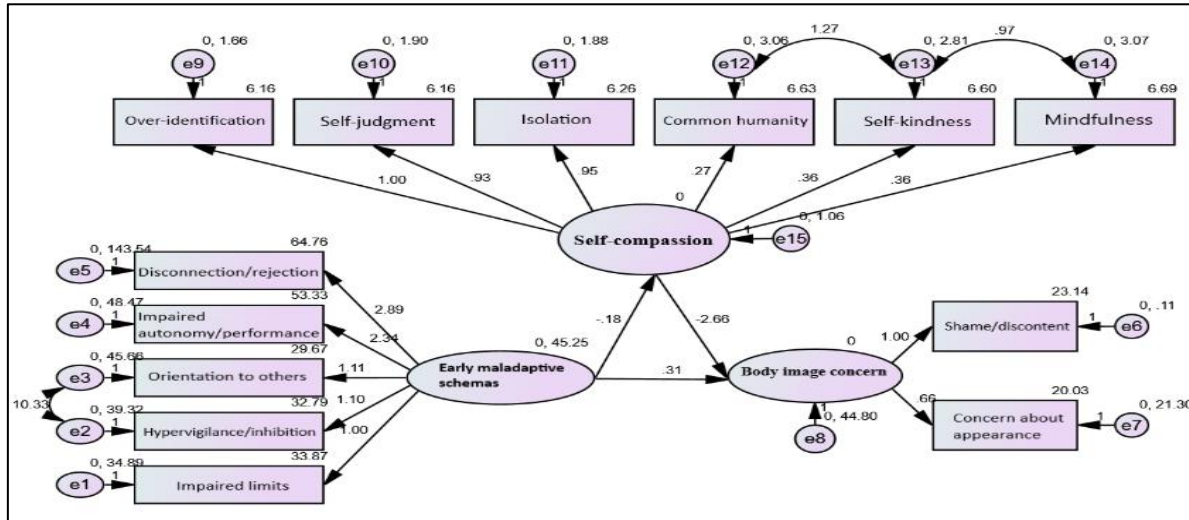 0, 1.66
0, 1.90
0, 1.88
0, 3.06
1.27
0, 2.81
.97
0, 3.07
e9
e10
e11
e12
e13
e14
1
1
1
1
1
1
6.16
6.16
6.26
6.63
6.60
6.69
Over-identification
Self-judgment
Isolation
Common humanity
Self-kindness
Mindfulness
1.00
.93
.95
.27
.36
.36
0
Self-compassion
1
0, 1.06
e15
0, 143.54
64.76
e5
1
Disconnection/rejection
0, 48.47
53.33
e4
1
Impaired
autonomy/performance
0, 45.66
29.67
e3
1
Orientation to others
10.33
0, 39.32
32.79
e2
1
Hypervigilance/inhibition
0, 34.89
33.87
e1
1
Impaired limits
2.89
2.34
1.11
1.10
1.00
0, 45.25
Early maladaptive
schemas
-.18
-2.66
.31
0
Body image concern
1
0, 44.80
e8
1.00
.66
23.14
Shame/discontent
1
0, .11
e6
20.03
Concern about
appearance
1
0, 21.30
e7